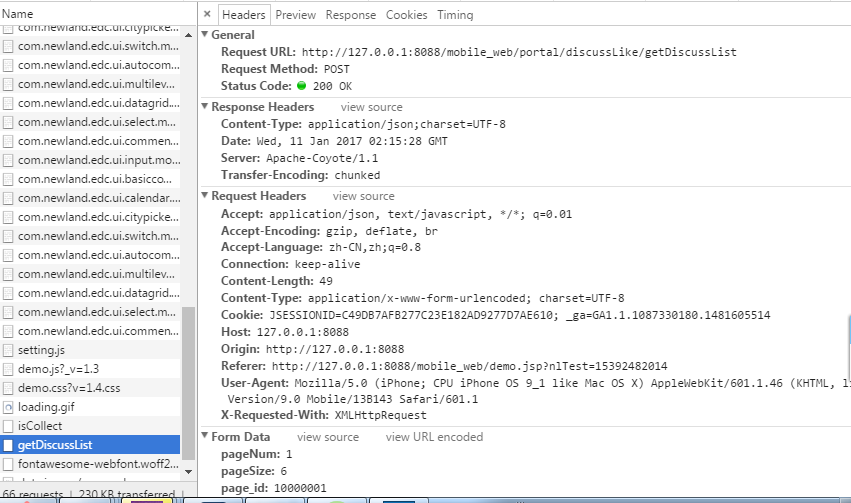 Name
com.newland.edc.ui.citypicke...
com.newland.edc.ui.switch.m...
com.newland.edc.ui.autocom...
com.newland.edc.ui.multilev...
com.newland.edc.ui.datagrid....
com.newland.edc.ui.select.m...
com.newland.edc.ui.commen...
com.newland.edc.ui.input.mo...
com.newland.edc.ui.basicco...
com.newland.edc.ui.calendar....
com.newland.edc.ui.citypicke...
com.newland.edc.ui.switch.m...
com.newland.edc.ui.autocom...
com.newland.edc.ui.multilev...
com.newland.edc.ui.datagrid....
com.newland.edc.ui.select.m...
com.newland.edc.ui.commen...
setting.js
demo.js?_v=1.3
demo.css?v=1.4.css
loading.gif
isCollect
getDiscussList
fontawesome-webfont.woff2...
66 requests | 230 KB transferred |
× Headers Preview Response Cookies Timing
General
Request URL: http://127.0.0.1:8088/mobile_web/portal/discussLike/getDiscussList
Request Method: POST
Status Code: 200 OK
Response Headers view source
Content-Type: application/json;charset=UTF-8
Date: Wed, 11 Jan 2017 02:15:28 GMT
Server: Apache-Coyote/1.1
Transfer-Encoding: chunked
Request Headers view source
Accept: application/json, text/javascript, */*; q=0.01
Accept-Encoding: gzip, deflate, br
Accept-Language: zh-CN,zh;q=0.8
Connection: keep-alive
Content-Length: 49
Content-Type: application/x-www-form-urlencoded; charset=UTF-8
Cookie: JSESSIONID=C49DB7AFB277C23E182AD9277D7AE610; _ga=GA1.1.1087330180.1481605514
Host: 127.0.0.1:8088
Origin: http://127.0.0.1:8088
Referer: http://127.0.0.1:8088/mobile_web/demo.jsp?nlTest=15392482014
User-Agent: Mozilla/5.0 (iPhone; CPU iPhone OS 9_1 like Mac OS X) AppleWebKit/601.1.46 (KHTML, li
Version/9.0 Mobile/13B143 Safari/601.1
X-Requested-With: XMLHttpRequest
Form Data view source view URL encoded
pageNum: 1
pageSize: 6
page_id: 10000001